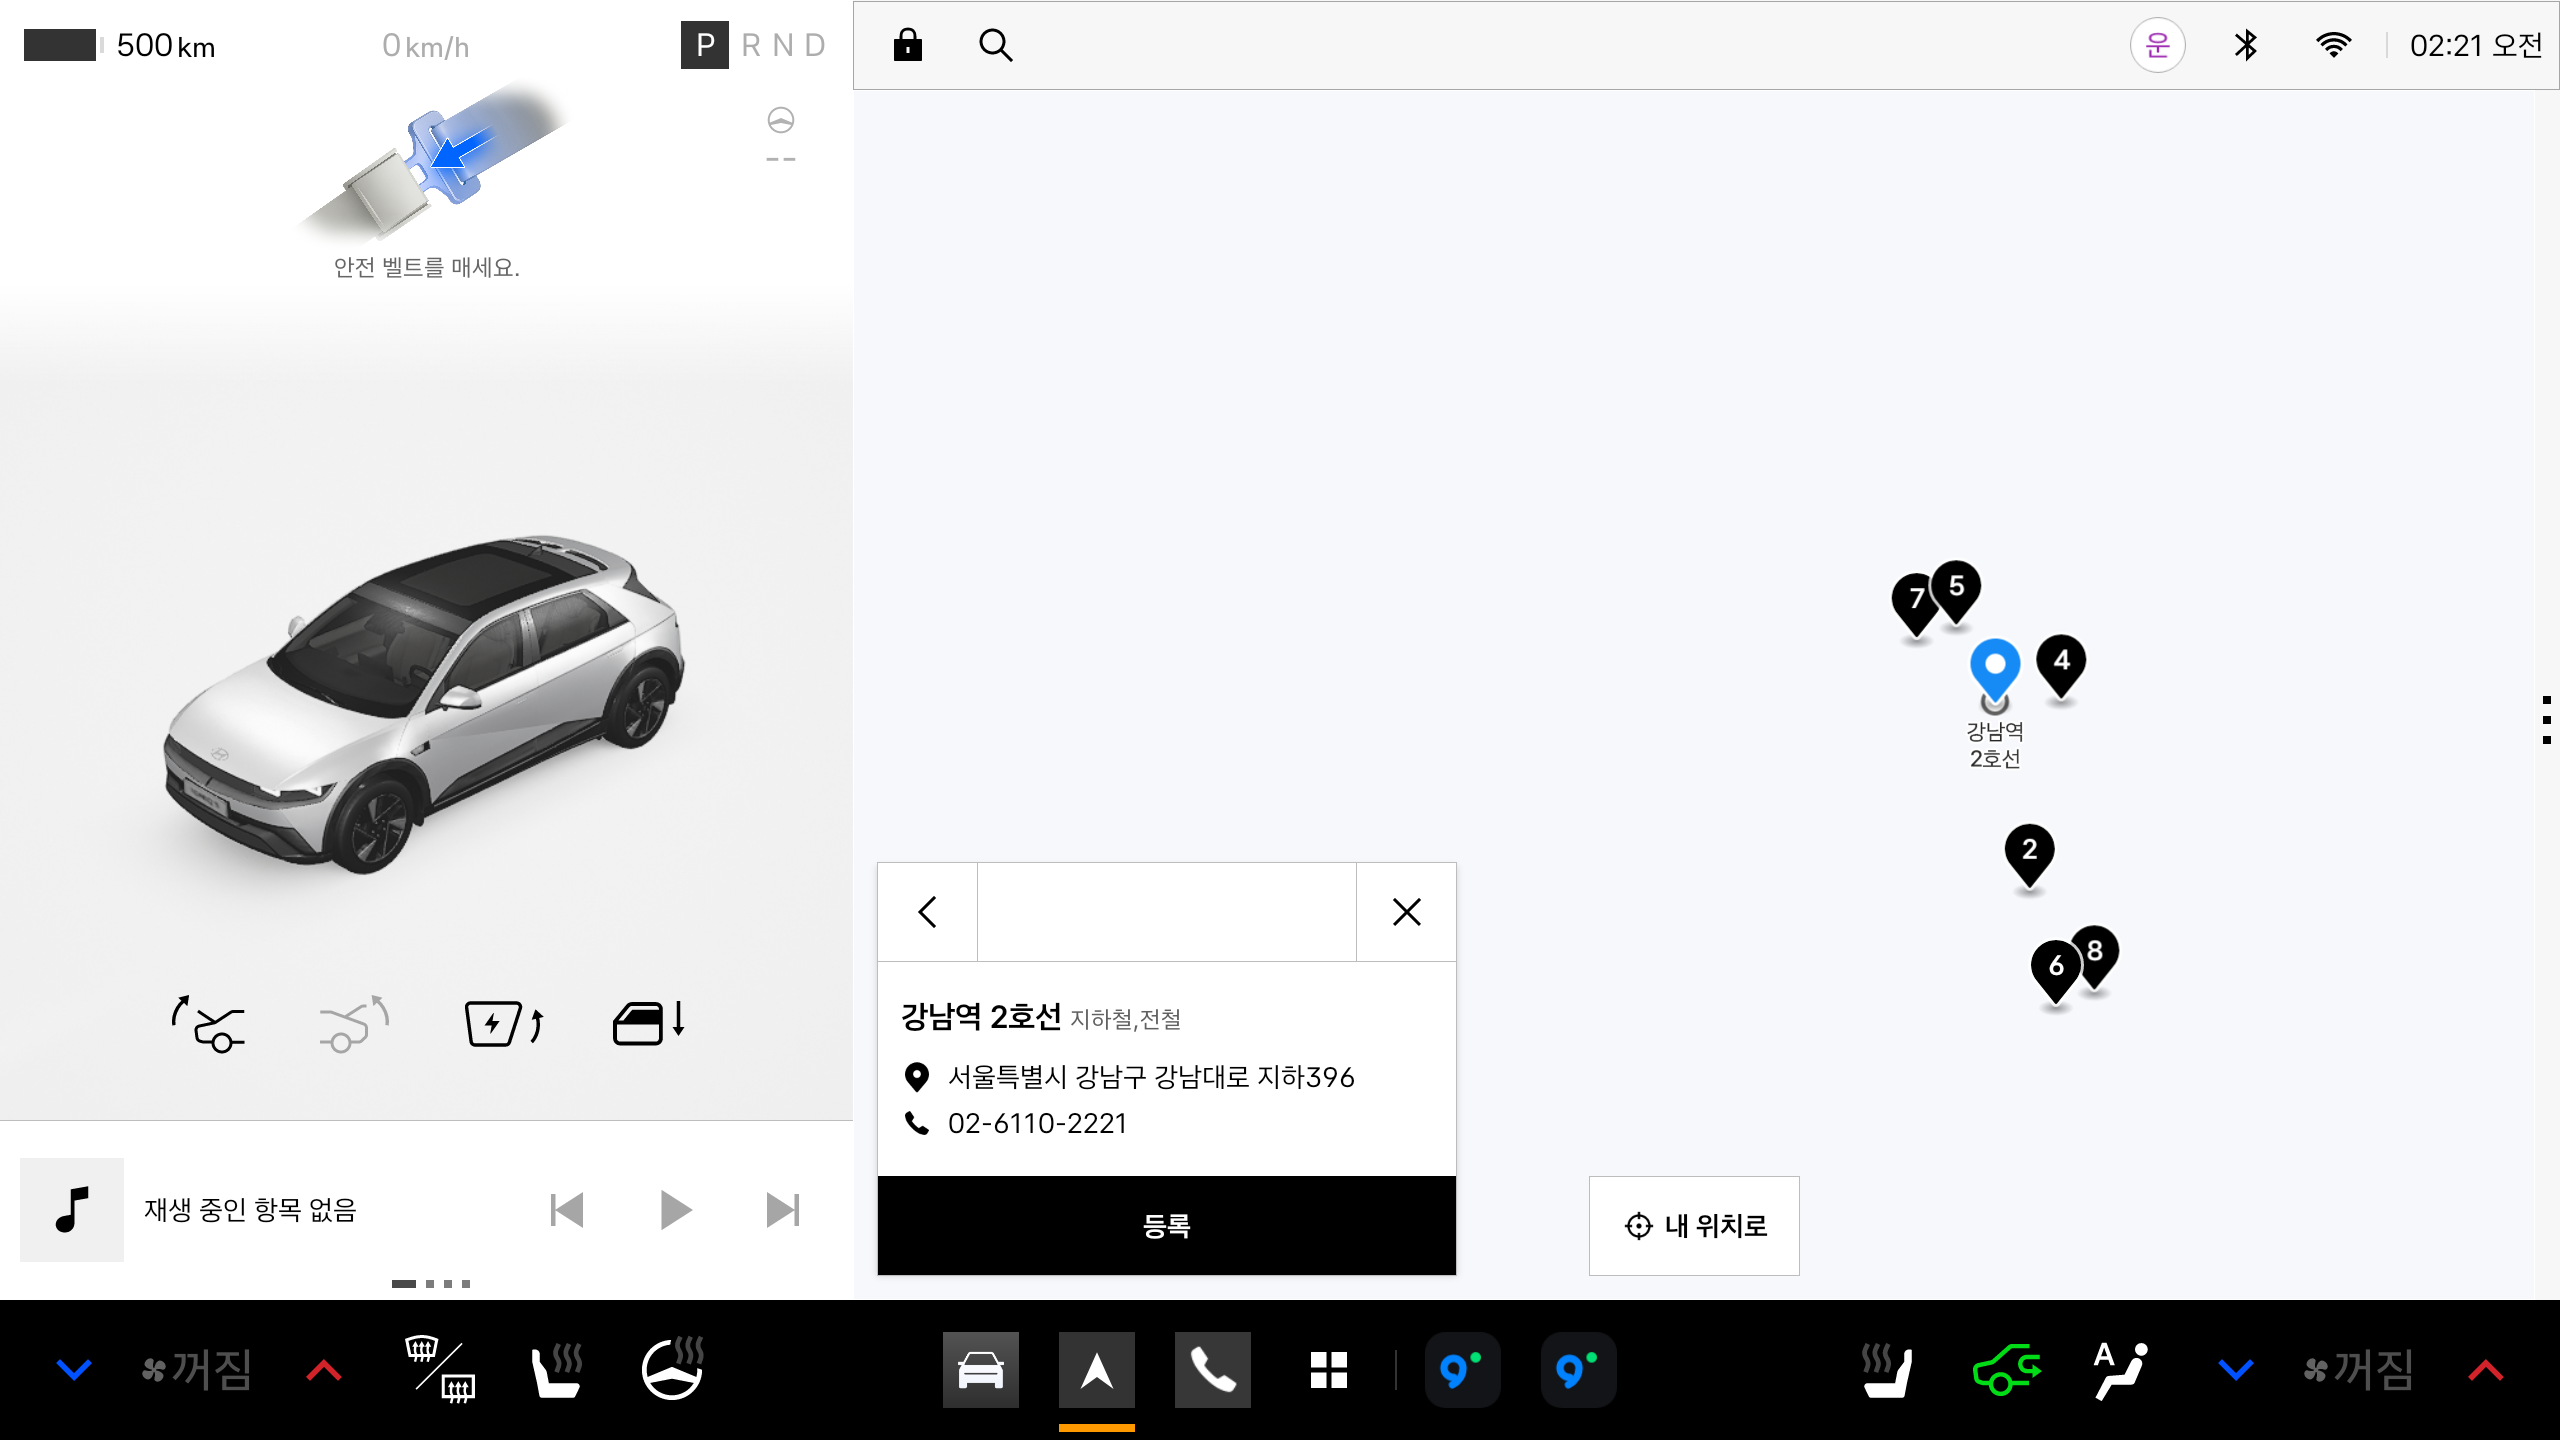 500 km
0 km/h
P R N D
운
02:21 오전
안전 벨트를 매세요.
7
5
4
강남역
2호선
2
8
6
강남역 2호선 지하철,전철
서울특별시 강남구 강남대로 지하396
02-6110-2221
등록
내 위치로
재생 중인 항목 없음
꺼짐
A
꺼짐